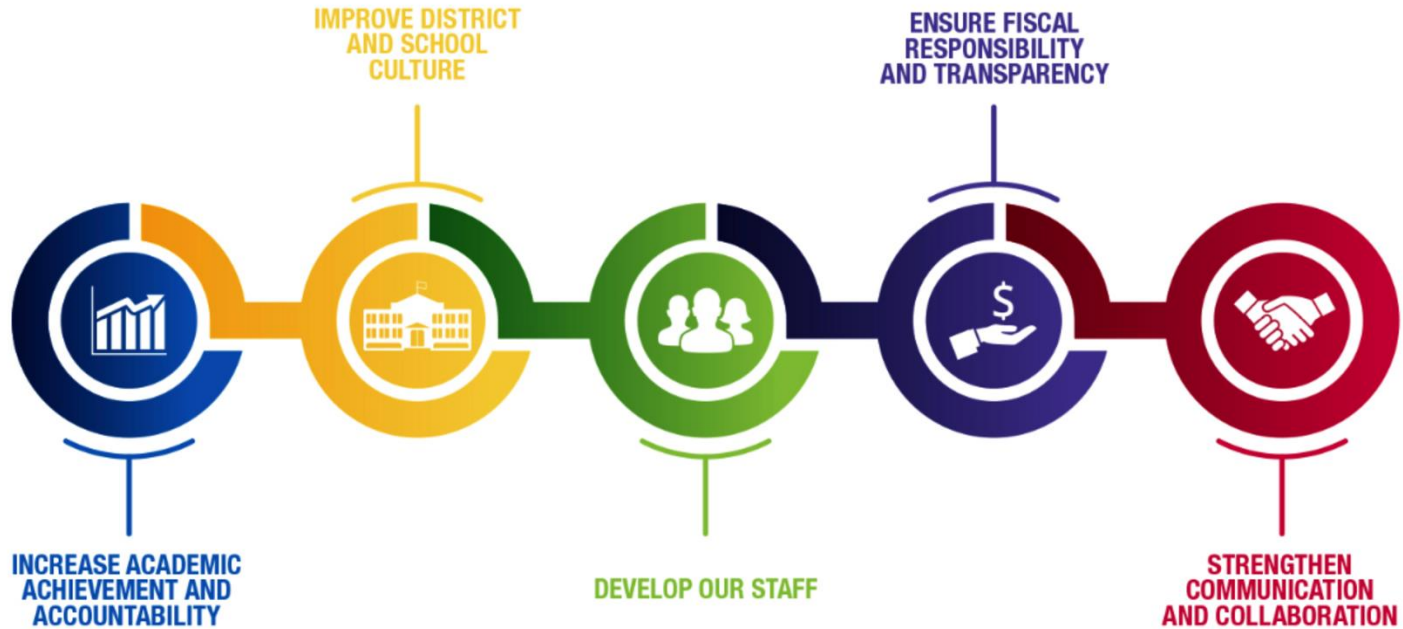 IMPROVE DISTRICT
AND SCHOOL
CULTURE
ENSURE FISCAL
RESPONSIBILITY
AND TRANSPARENCY
$
INCREASE ACADEMIC
ACHIEVEMENT AND
ACCOUNTABILITY
DEVELOP OUR STAFF
STRENGTHEN
COMMUNICATION
AND COLLABORATION